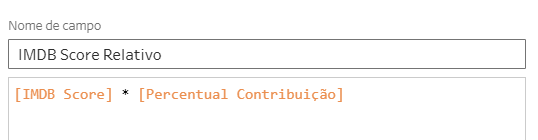 Nome de campo
IMDB Score Relativo
[IMDB Score] * [Percentual Contribuição]